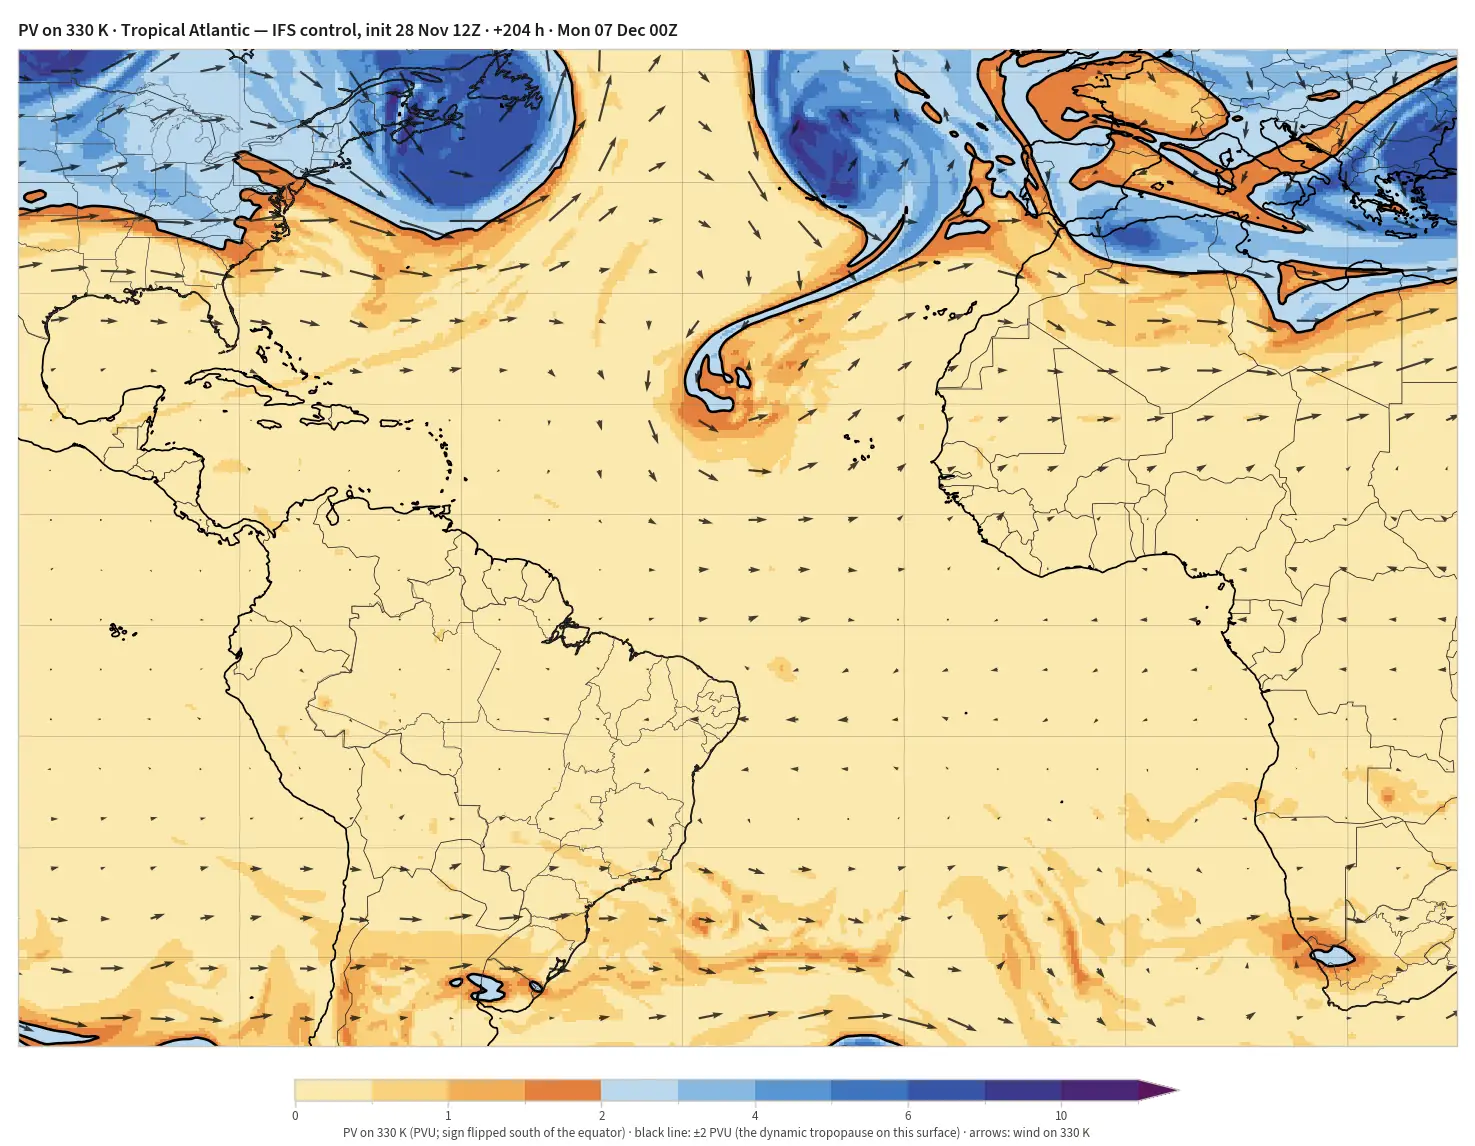 PV on 330 K · Tropical Atlantic — IFS control, init 28 Nov 12Z · +204 h · Mon 07 Dec 00Z
0 1 2 4 6 10
PV on 330 K (PVU; sign flipped south of the equator) · black line: ±2 PVU (the dynamic tropopause on this surface) · arrows: wind on 330 K